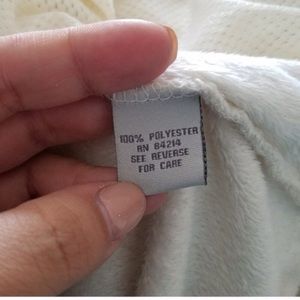 100% POLYESTER
RN 84214
SEE REVERSE
FOR CARE